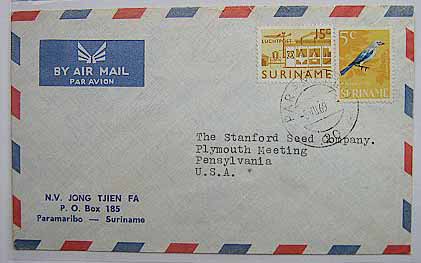 BY AIR MAIL
PAR AVION
LUCHTPOST
15c
SURINAME
5c
SURINAME
The Stanford Seed Company.
Plymouth Meeting
Pensylvania
U.S.A.
N.V. JONG TJIEN FA
P. O. Box 185
Paramaribo — Suriname